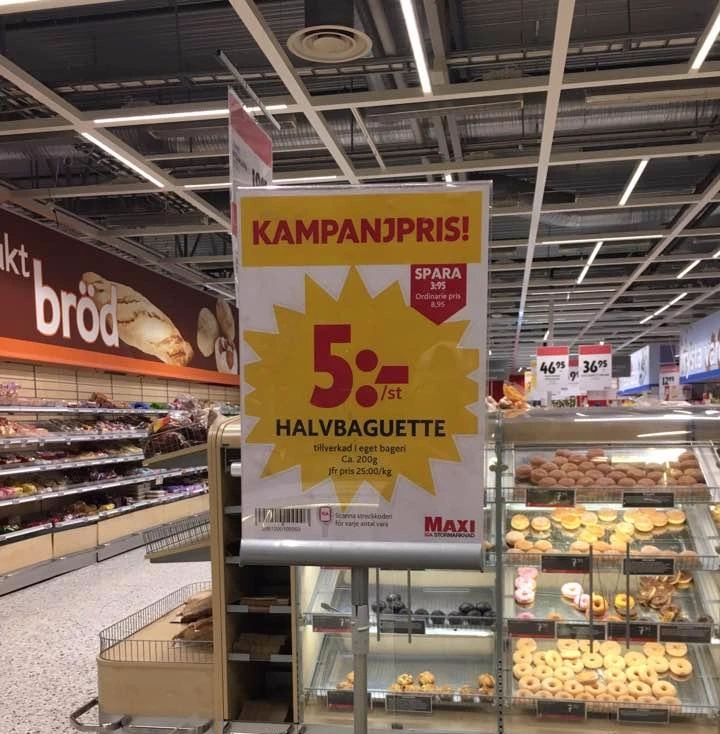 KAMPANJPRIS!
SPARA
3:95
Ordinarie pris
8,95
5:-
/st
HALVBAGUETTE
tillverkad i eget bageri
Ca. 200g
Jfr pris 25:00/kg
ICA
Scanna streckkoden
för varje antal vara
MAXI
ICA STORMARKNAD
bröd
46 95
36 95